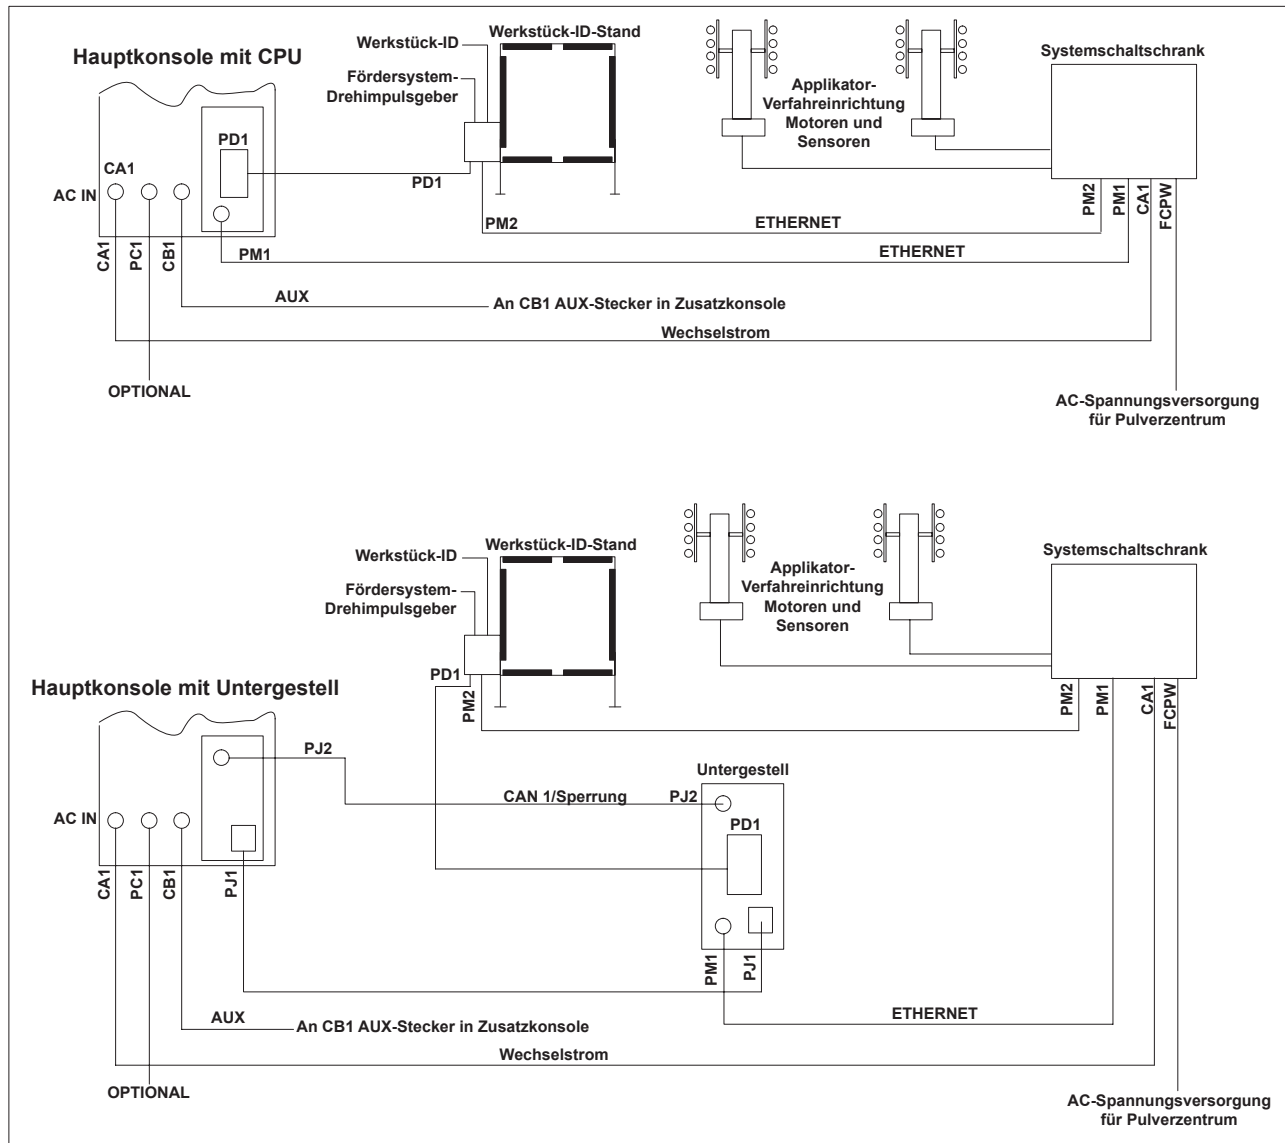 Hauptkonsole mit CPU
Werkstück-ID
Fördersystem-
Drehimpulsgeber
Werkstück-ID-Stand
Applikator-
Verfahreinrichtung
Motoren und
Sensoren
Systemschaltschrank
PD1
CA1
AC IN
PD1
PM2
ETHERNET
PM2
PM1
CA1
FCPW
CA1
PC1
CB1
PM1
ETHERNET
AUX
An CB1 AUX-Stecker in Zusatzkonsole
Wechselstrom
OPTIONAL
AC-Spannungsversorgung
für Pulverzentrum
Werkstück-ID
Fördersystem-
Drehimpulsgeber
Werkstück-ID-Stand
Applikator-
Verfahreinrichtung
Motoren und
Sensoren
Systemschaltschrank
Hauptkonsole mit Untergestell
PD1
PM2
PM2
PM1
CA1
FCPW
PJ2
Untergestell
CAN 1/Sperrung
PJ2
PD1
AC IN
CA1
PC1
CB1
PJ1
PM1
PJ1
AUX
An CB1 AUX-Stecker in Zusatzkonsole
ETHERNET
Wechselstrom
OPTIONAL
AC-Spannungsversorgung
für Pulverzentrum